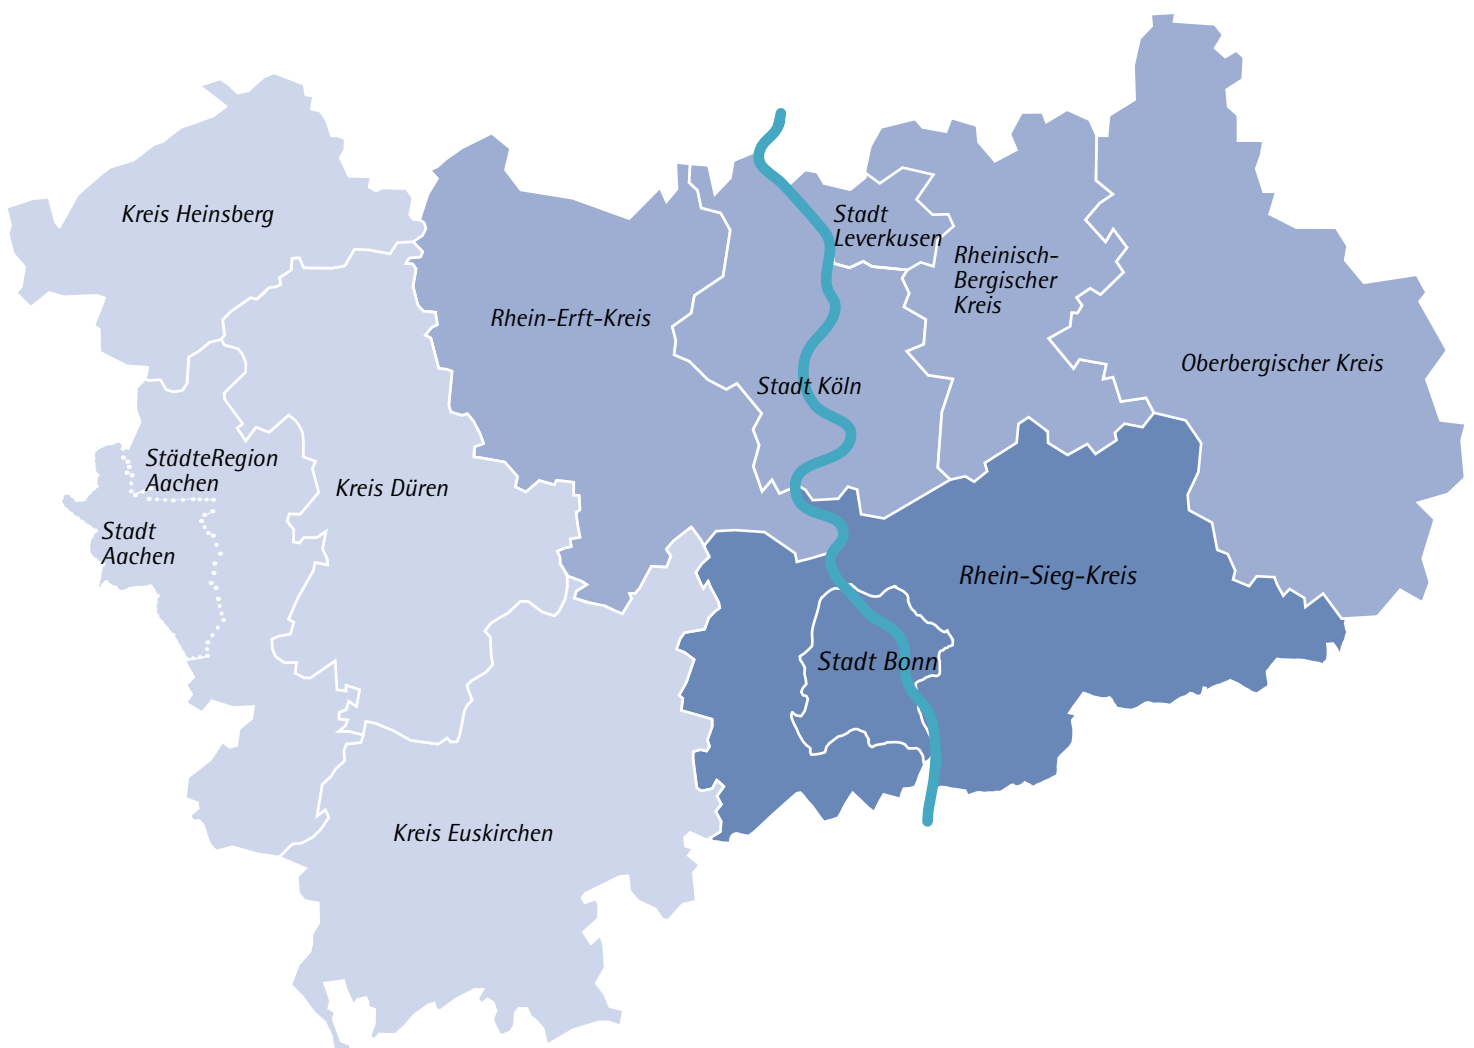 Kreis Heinsberg
Stadt
Leverkusen
Rheinisch-
Bergischer
Kreis
Rhein-Erft-Kreis
Oberbergischer Kreis
Stadt Köln
StädteRegion
Aachen
Kreis Düren
Stadt
Aachen
Rhein-Sieg-Kreis
Stadt Bonn
Kreis Euskirchen